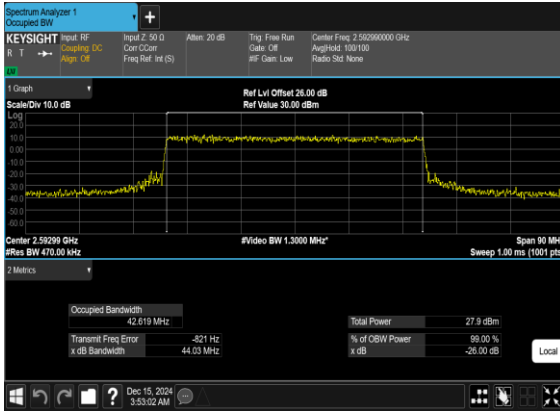 Spectrum Analyzer 1
Occupied BW
+
KEYSIGHT Input: RF Input Z: 50 Ω Atten: 20 dB Trig: Free Run Center Freq: 2.592990000 GHz
R T Coupling: DC Corr CCorr Gate: Off Avg|Hold: 100/100
Align: Off Freq Ref: Int (S) #IF Gain: Low Radio Std: None
1 Graph
Ref Lvl Offset 26.00 dB
Scale/Div 10.0 dB Ref Value 30.00 dBm
Log
20.0
10.0
0.00
-10.0
-20.0
-30.0
-40.0
-50.0
-60.0
Center 2.59299 GHz #Video BW 1.3000 MHz* Span 90 MH
#Res BW 470.00 kHz Sweep 1.00 ms (1001 pts
2 Metrics
Occupied Bandwidth
42.619 MHz Total Power 27.9 dBm
Transmit Freq Error -821 Hz % of OBW Power 99.00 %
x dB Bandwidth 44.03 MHz x dB -26.00 dB
Local
? Dec 15, 2024
3:53:02 AM